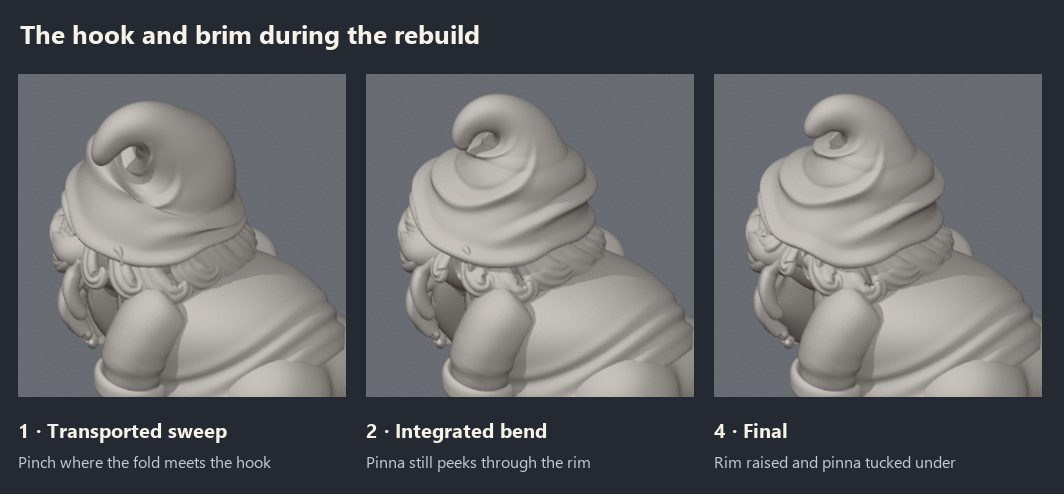 The hook and brim during the rebuild
1 · Transported sweep
Pinch where the fold meets the hook
2 · Integrated bend
Pinna still peeks through the rim
4 · Final
Rim raised and pinna tucked under